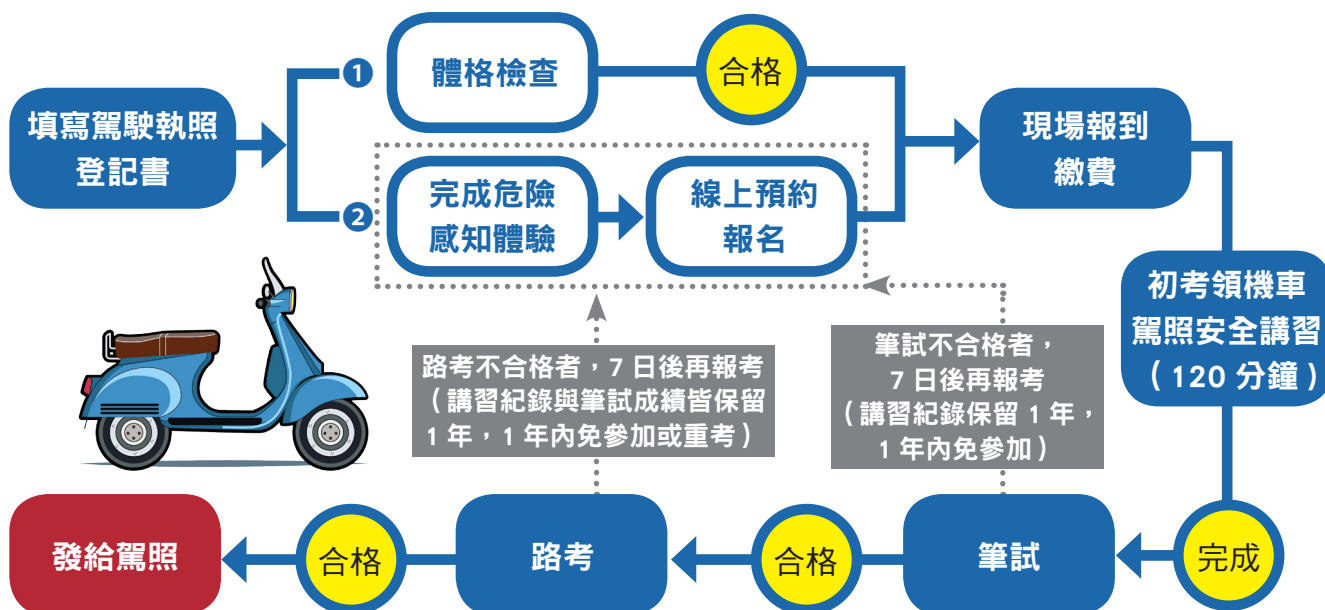 填寫駕駛執照
登記書
❶
體格檢查
合格
❷
完成危險
感知體驗
線上預約
報名
現場報到
繳費
初考領機車
駕照安全講習
（120 分鐘）
完成
筆試
筆試不合格者，
7 日後再報考
（講習紀錄保留 1 年，
1 年內免參加）
合格
路考
路考不合格者，7 日後再報考
（講習紀錄與筆試成績皆保留
1 年，1 年內免參加或重考）
合格
發給駕照